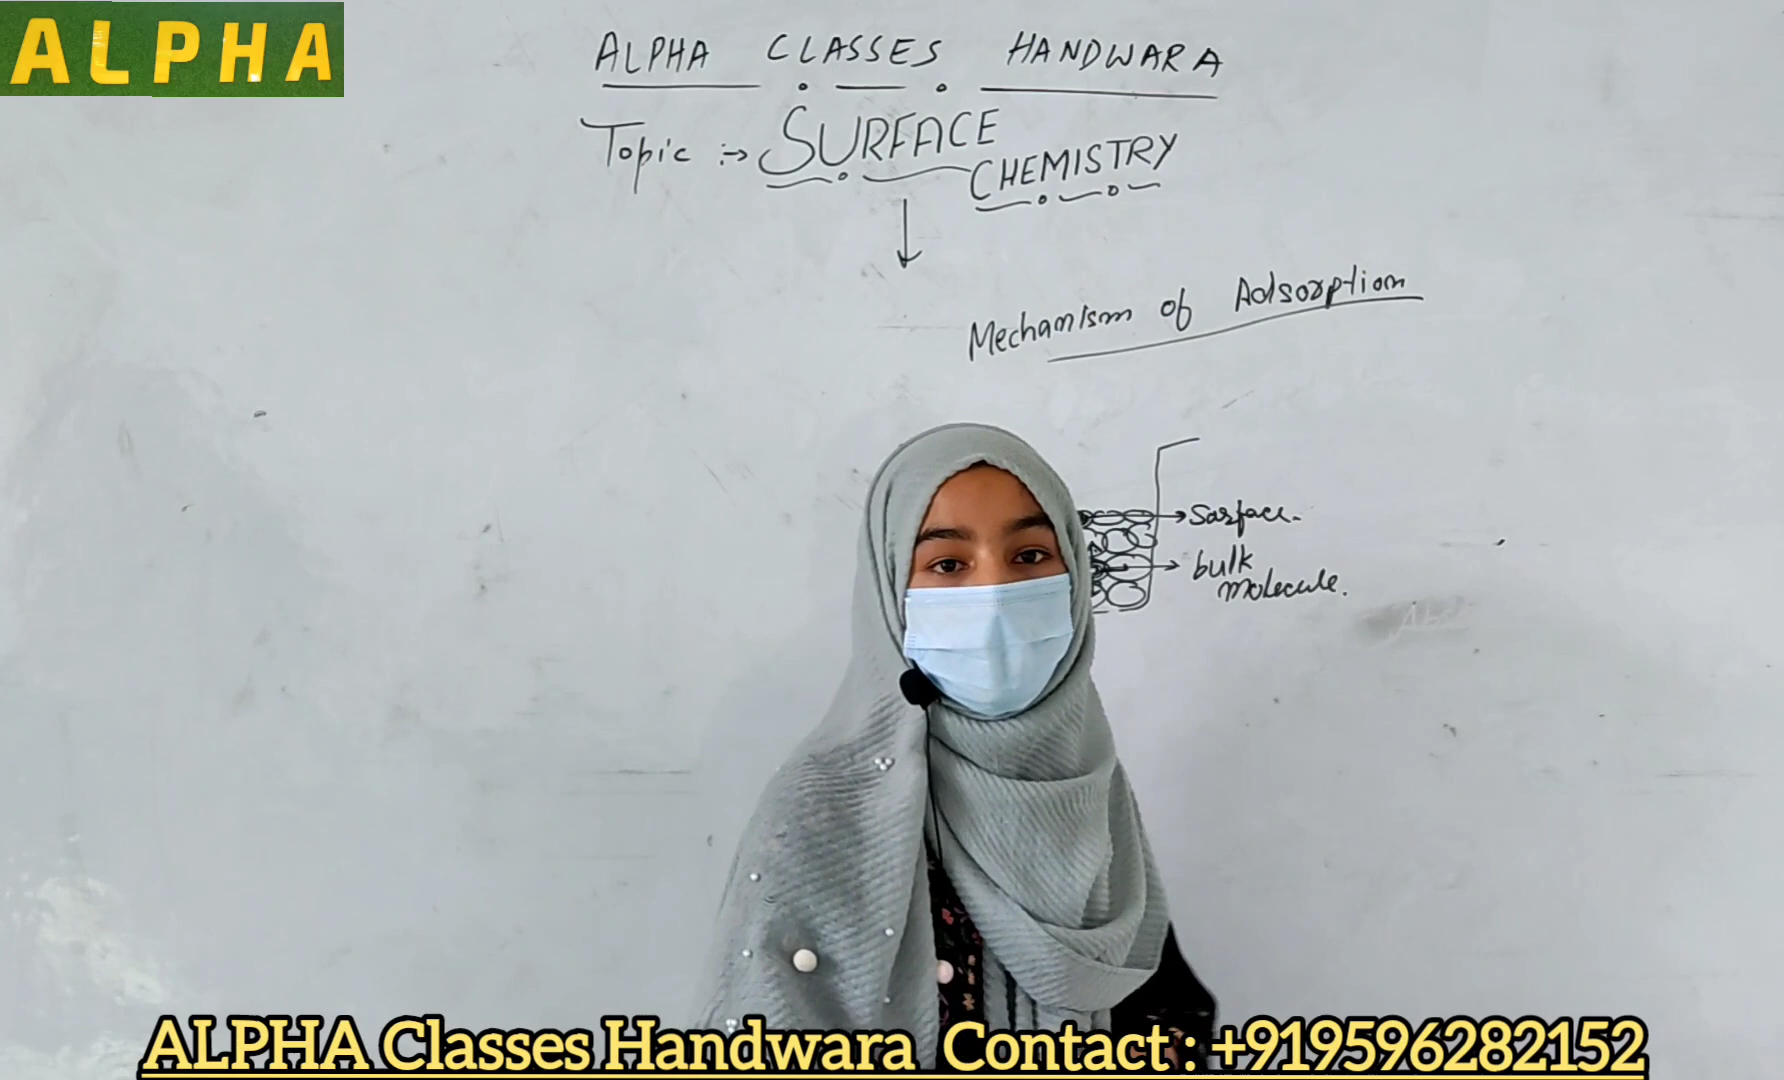 ALPHA
ALPHA CLASSES HANDWARA
Topic :→ SURFACE
CHEMISTRY
Mechanism of Adsorption
Surface.
bulk
molecule.
ALPHA Classes Handwara Contact : +919596282152